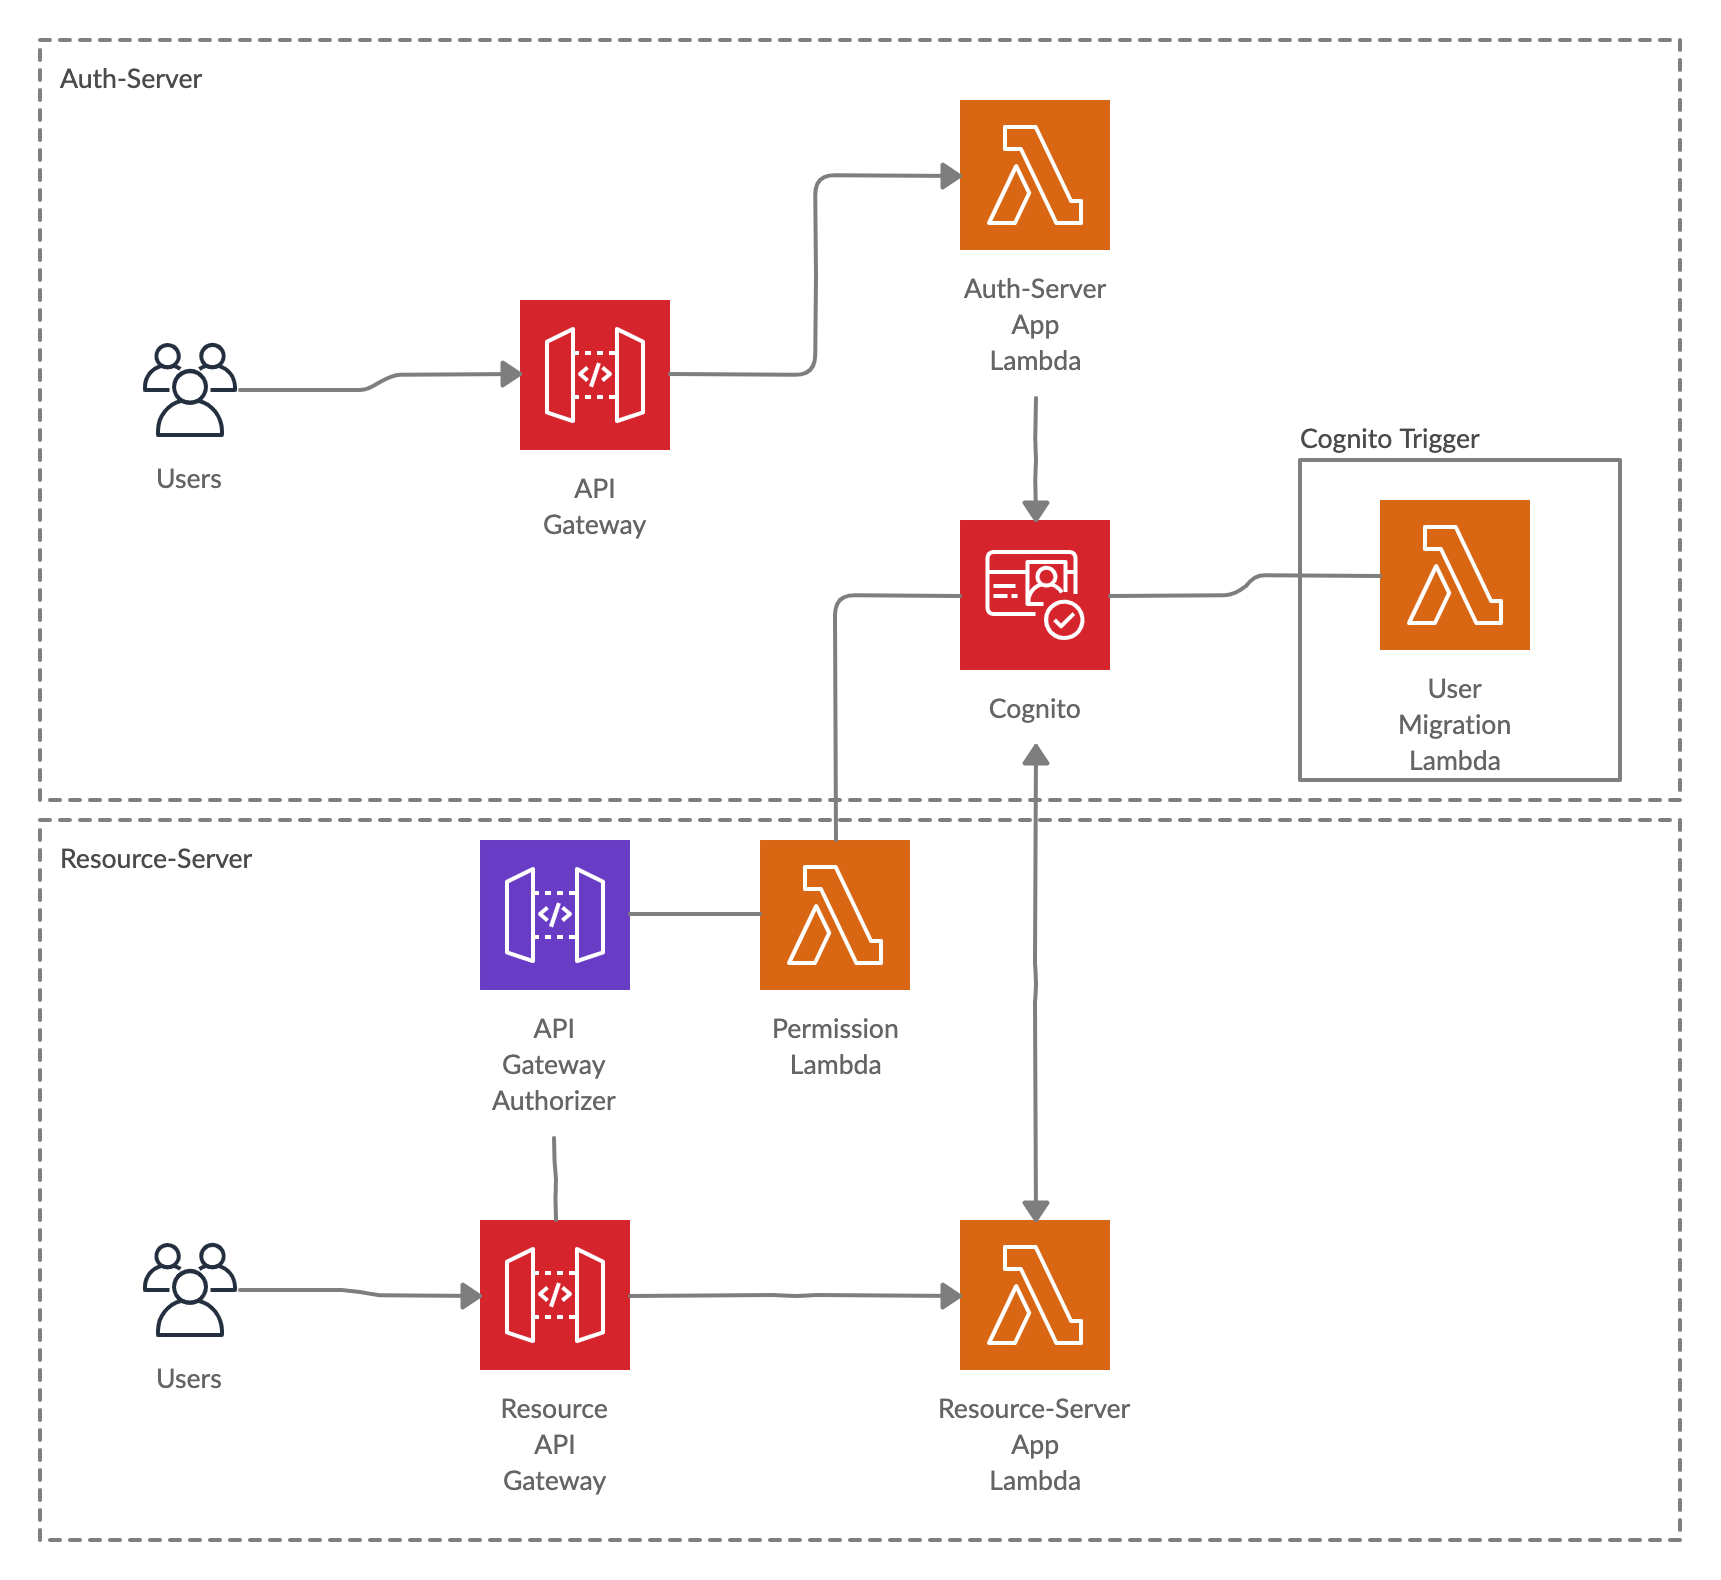 Auth-Server
Auth-Server
App
Lambda
Users
API
Gateway
Cognito Trigger
Cognito
User
Migration
Lambda
Resource-Server
API
Gateway
Authorizer
Permission
Lambda
Users
Resource
API
Gateway
Resource-Server
App
Lambda